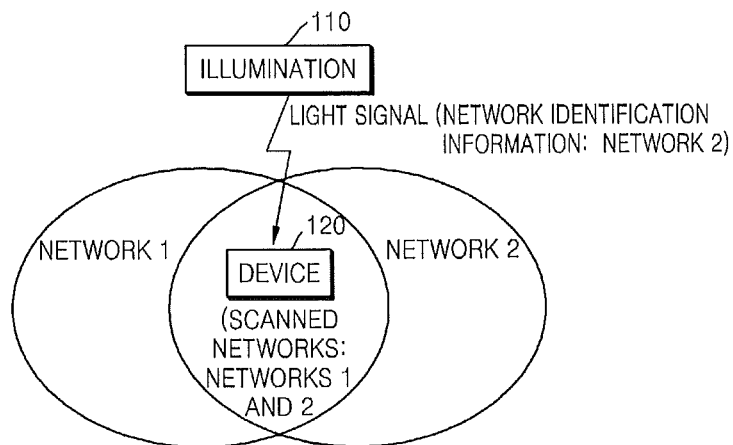 110
ILLUMINATION
LIGHT SIGNAL (NETWORK IDENTIFICATION
INFORMATION: NETWORK 2)
120
NETWORK 1
DEVICE
NETWORK 2
(SCANNED
NETWORKS:
NETWORKS 1
AND 2